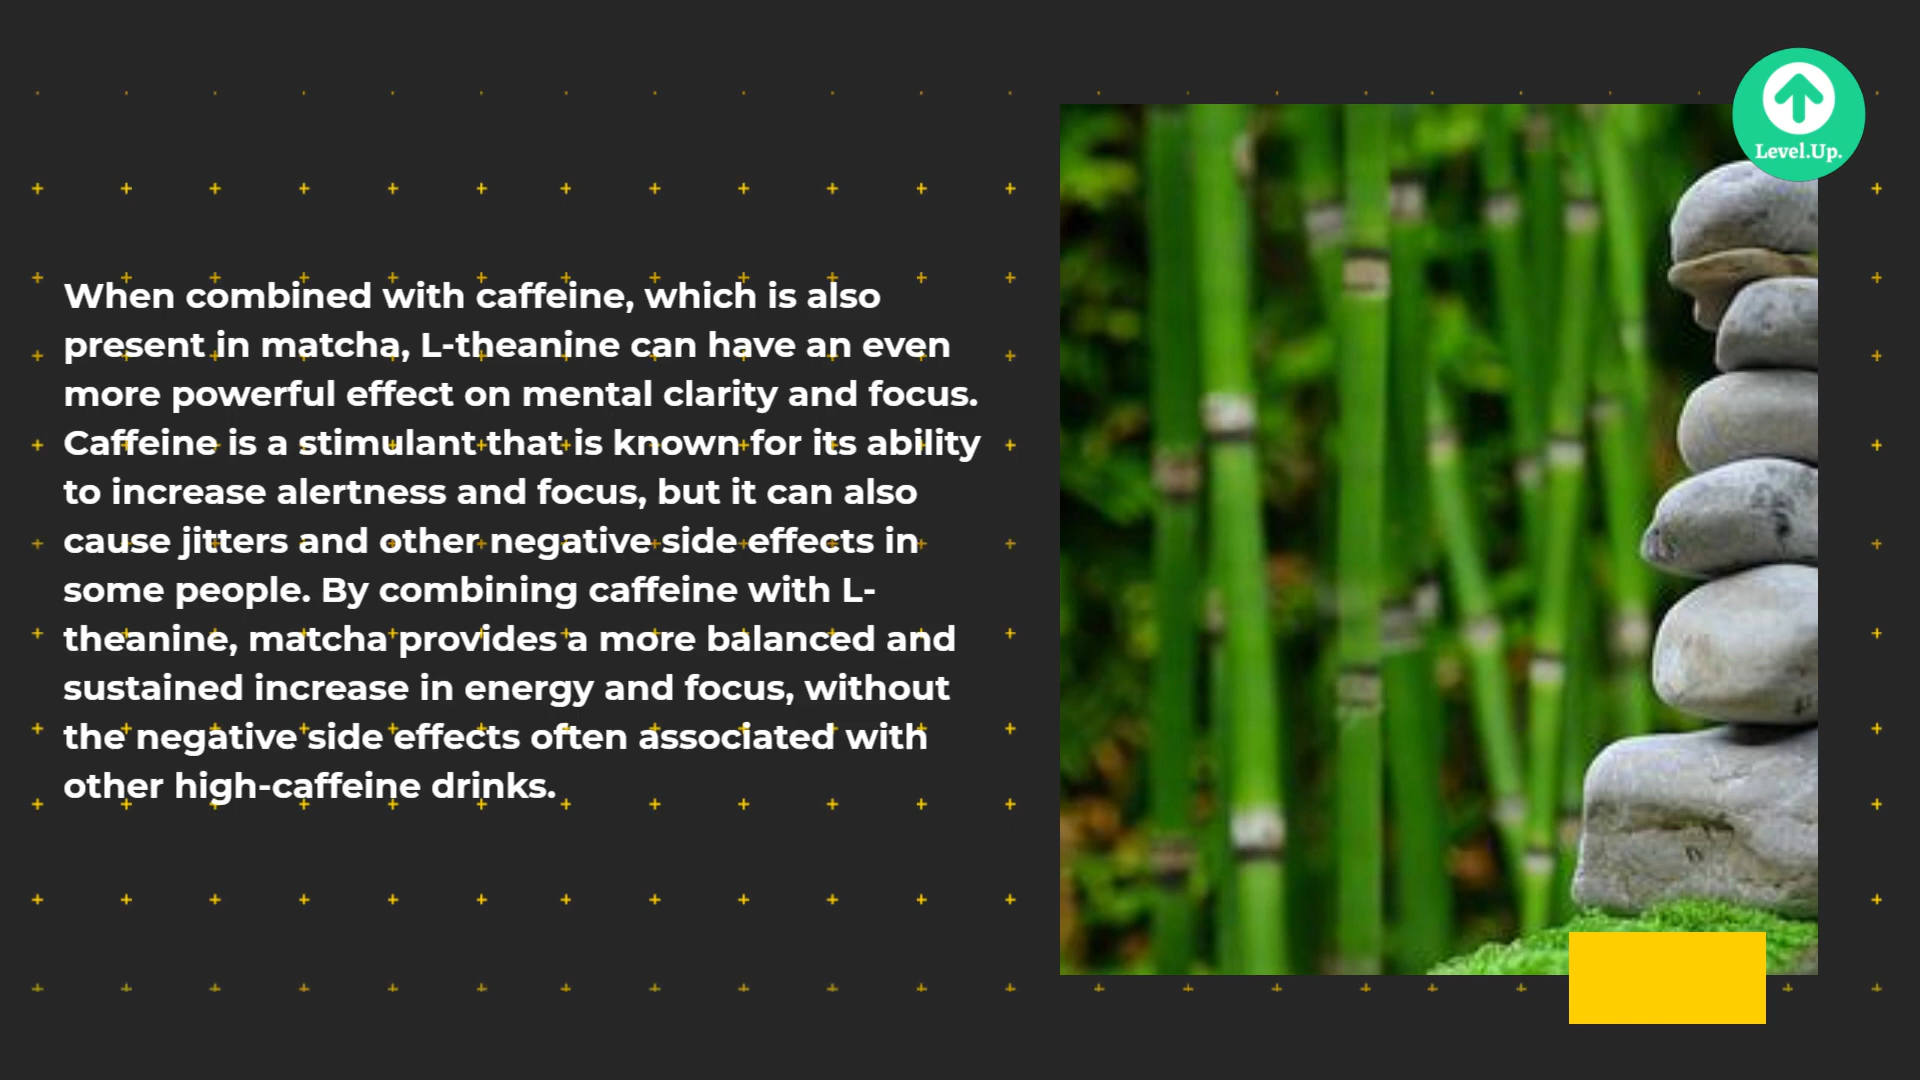 Level.Up.
When combined with caffeine, which is also
present in matcha, L-theanine can have an even
more powerful effect on mental clarity and focus.
Caffeine is a stimulant that is known for its ability
to increase alertness and focus, but it can also
cause jitters and other negative side effects in
some people. By combining caffeine with L-
theanine, matcha provides a more balanced and
sustained increase in energy and focus, without
the negative side effects often associated with
other high-caffeine drinks.